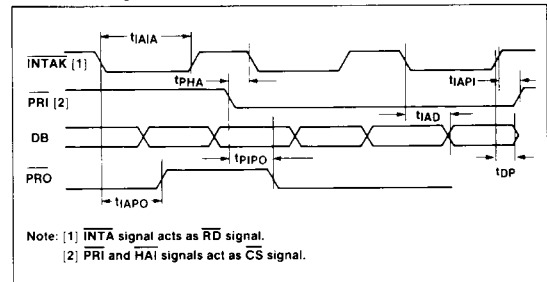 tIAIA
INTAK [1]
tPHA
tIAPI
PRI [2]
tIAD
DB
tPIPO
tDP
PRO
tIAPO
Note: [1] INTA signal acts as RD signal.
[2] PRI and HAI signals act as CS signal.